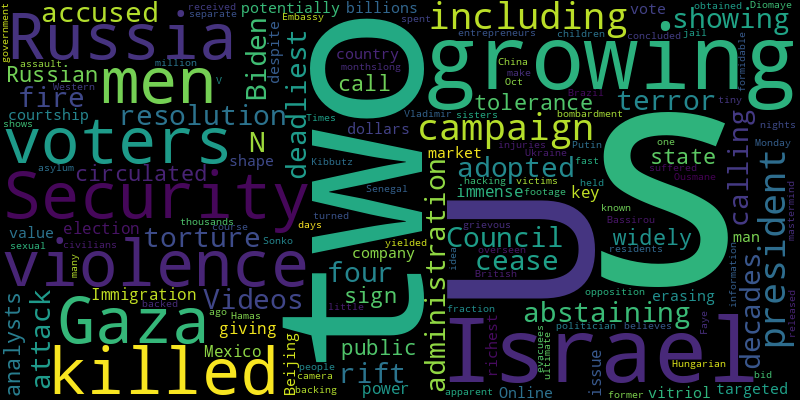 government
accused
Russia
men
Russian
assault.
fire
Western
courtship
shows
asylum
voters
resolution
received
separate
million
V
N
Biden
potentially
despite
Embassy
billions
deadliest
Times
Kibbutz
spent
country
monthslong
call
dollars
Vladimir
Senegal
turned
days
yielded
company
circulated
shape
Security
thousands
value
election
course
sexual
civilians
Sonko
torture
violence
many
analysts
attack
Immigration
backed
Videos
ago
Hamas
Gaza
giving
Mexico
killed
Beijing
people
camera
backing
two
four
sign
little
public
rift
power
including
growing
vote
entrepreneurs
children
concluded
jail
showing
obtained
Diomaye
formidable
China
make
Oct
Brazil
tolerance
terror
tiny
bombardment
campaign
sisters
injuries
Ukraine
Putin
nights
market
adopted
fast
state
one
suffered
Ousmane
Monday
hacking
victims
held
immense
footage
key
known
Bassirou
calling
president
mastermind
administration
grievous
US
Council
overseen
cease
idea
British
widely
residents
man
information
opposition
erasing
decades
released
abstaining
fraction
politician
believes
Faye
Israel
richest
evacuees
ultimate
issue
Hungarian
bid
apparent
Online
former
vitriol
targeted